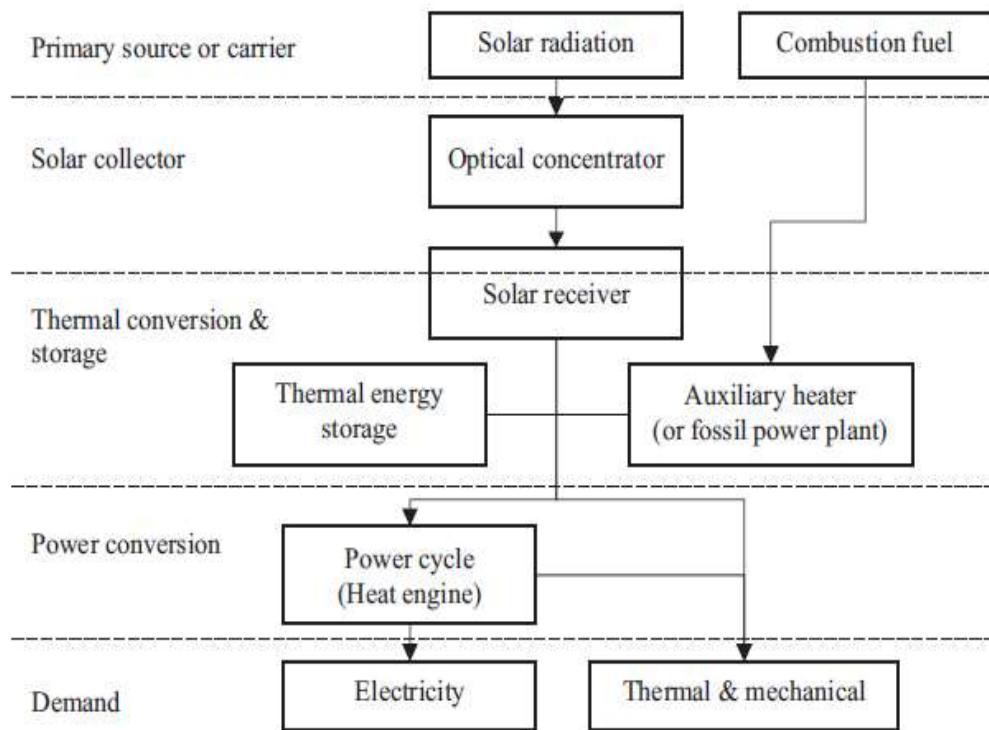 Primary source or carrier
Solar radiation
Combustion fuel
Solar collector
Optical concentrator
Solar receiver
Thermal conversion &
storage
Thermal energy
storage
Auxiliary heater
(or fossil power plant)
Power conversion
Power cycle
(Heat engine)
Demand
Electricity
Thermal & mechanical